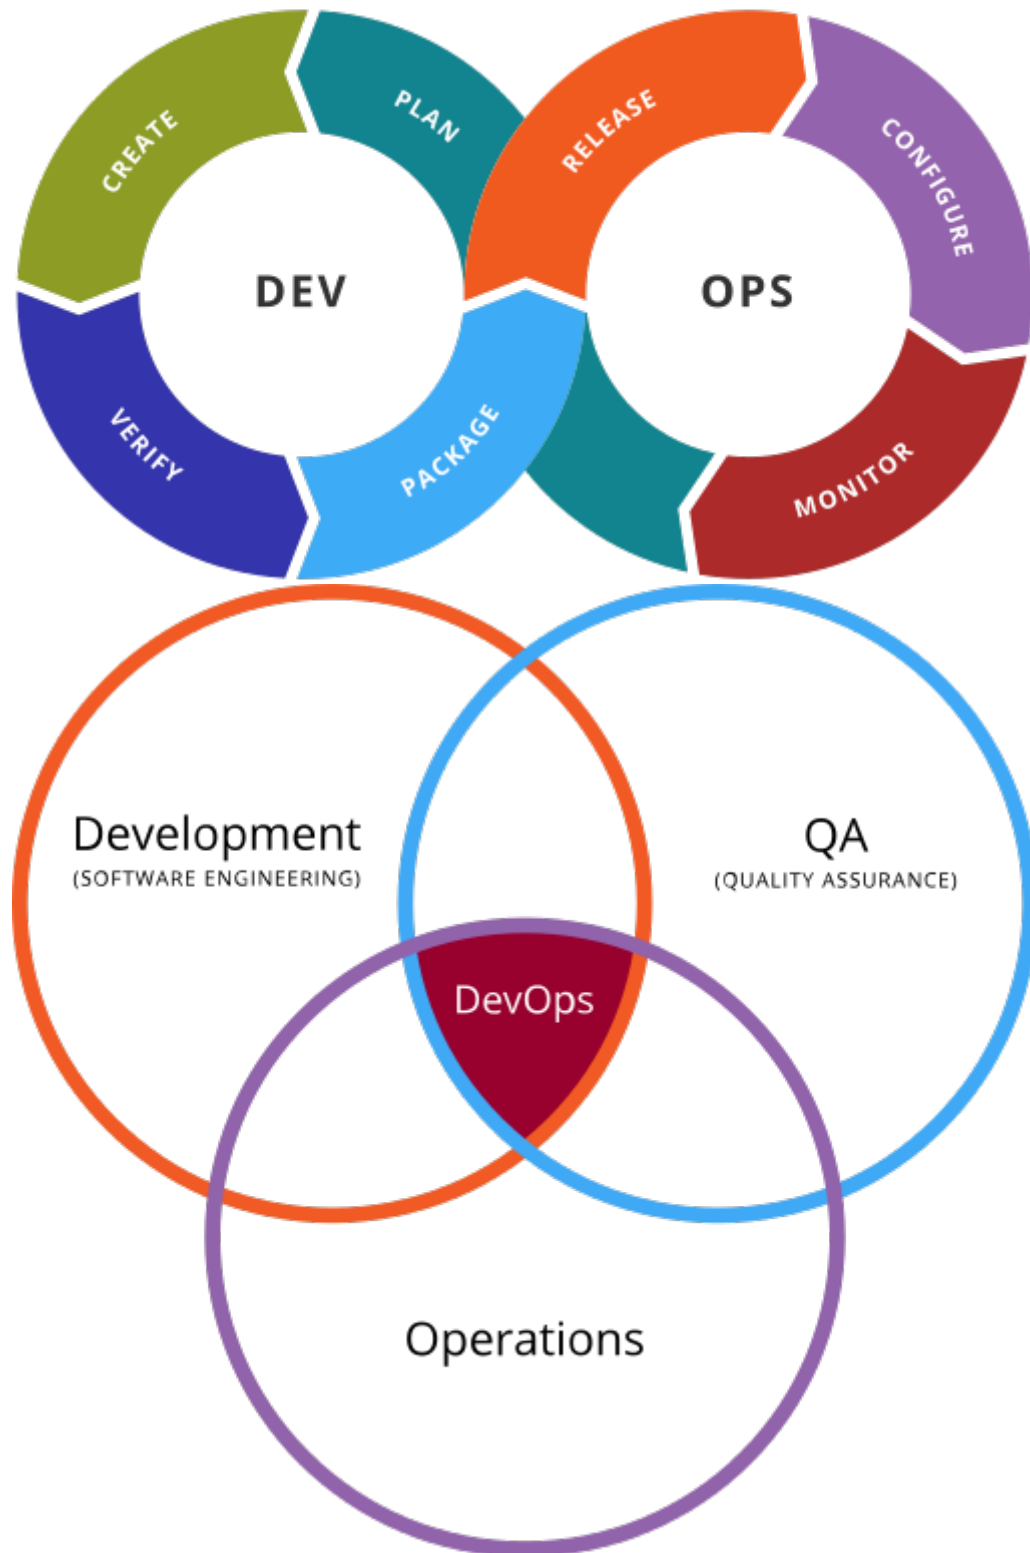 CREATE
PLAN
RELEASE
CONFIGURE
DEV
OPS
VERIFY
PACKAGE
MONITOR
Development
(SOFTWARE ENGINEERING)
QA
(QUALITY ASSURANCE)
DevOps
Operations